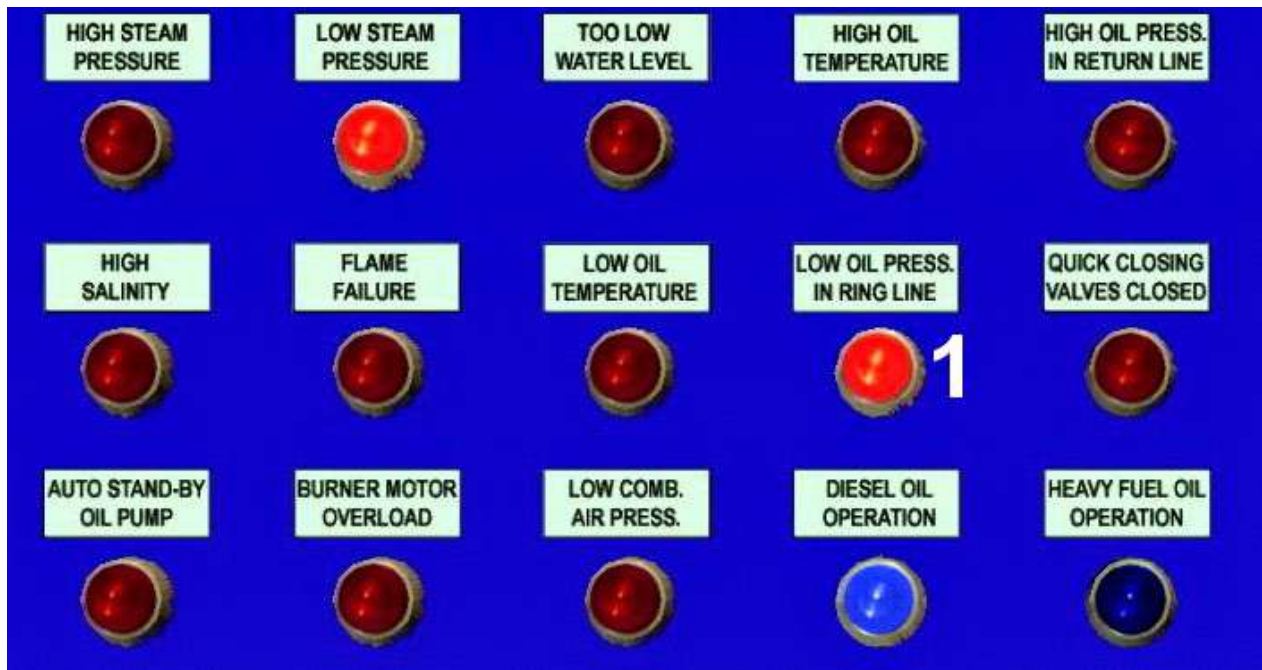 HIGH STEAM
PRESSURE
LOW STEAM
PRESSURE
TOO LOW
WATER LEVEL
HIGH OIL
TEMPERATURE
HIGH OIL PRESS.
IN RETURN LINE
HIGH
SALINITY
FLAME
FAILURE
LOW OIL
TEMPERATURE
LOW OIL PRESS.
IN RING LINE
1
QUICK CLOSING
VALVES CLOSED
AUTO STAND-BY
OIL PUMP
BURNER MOTOR
OVERLOAD
LOW COMB.
AIR PRESS.
DIESEL OIL
OPERATION
HEAVY FUEL OIL
OPERATION